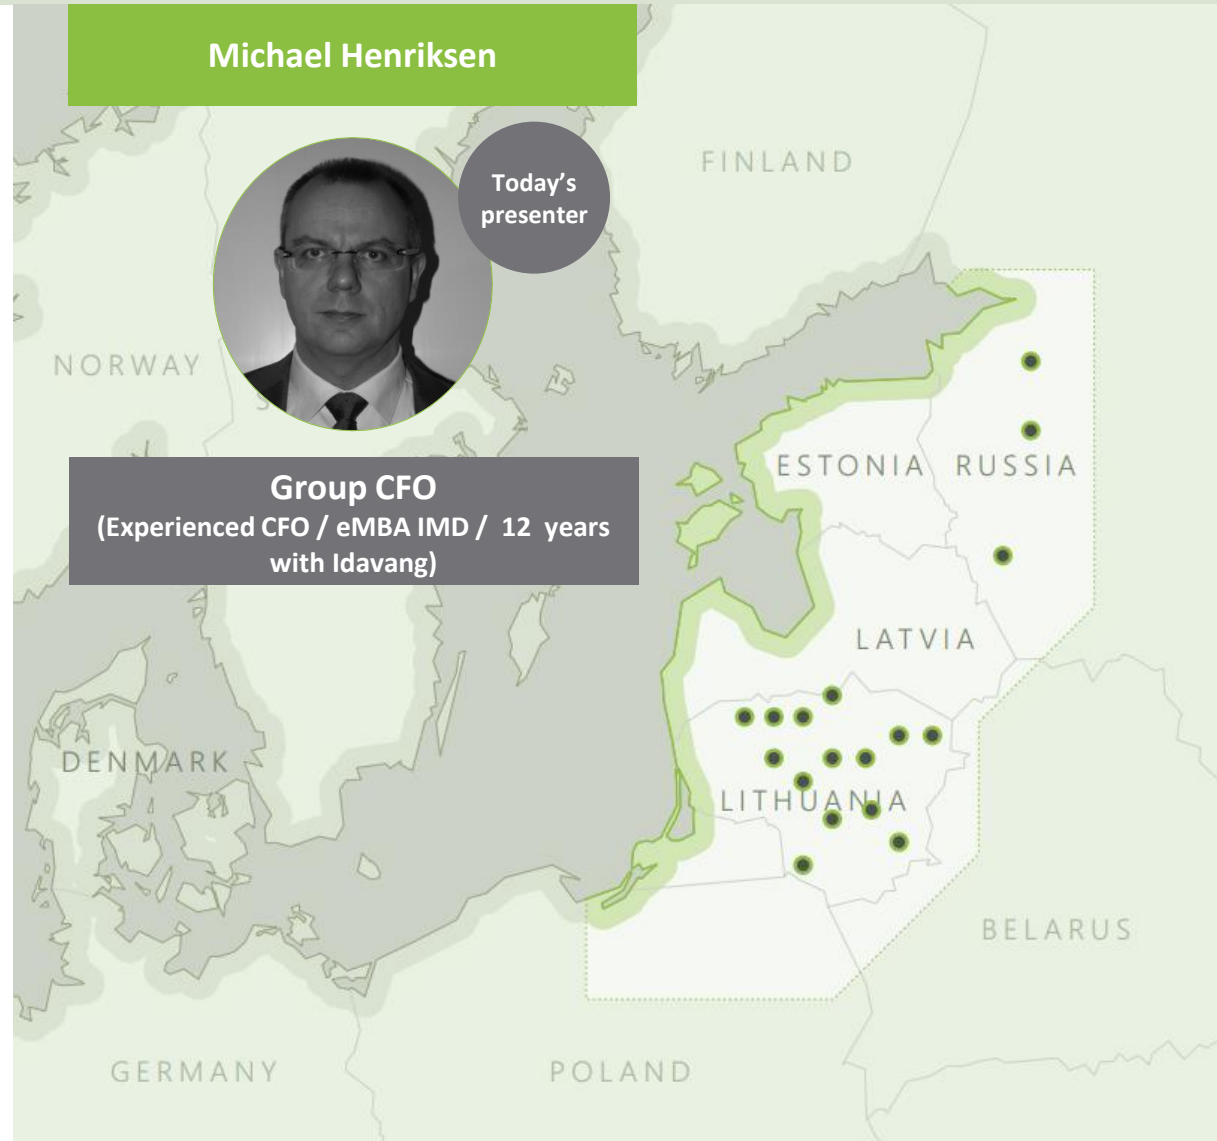 Michael Henriksen
Today's
presenter
FINLAND
NORWAY
S
Group CFO
(Experienced CFO / eMBA IMD /  12  years
with Idavang)
ESTONIA
RUSSIA
LATVIA
DENMARK
LITHUANIA
BELARUS
GERMANY
POLAND